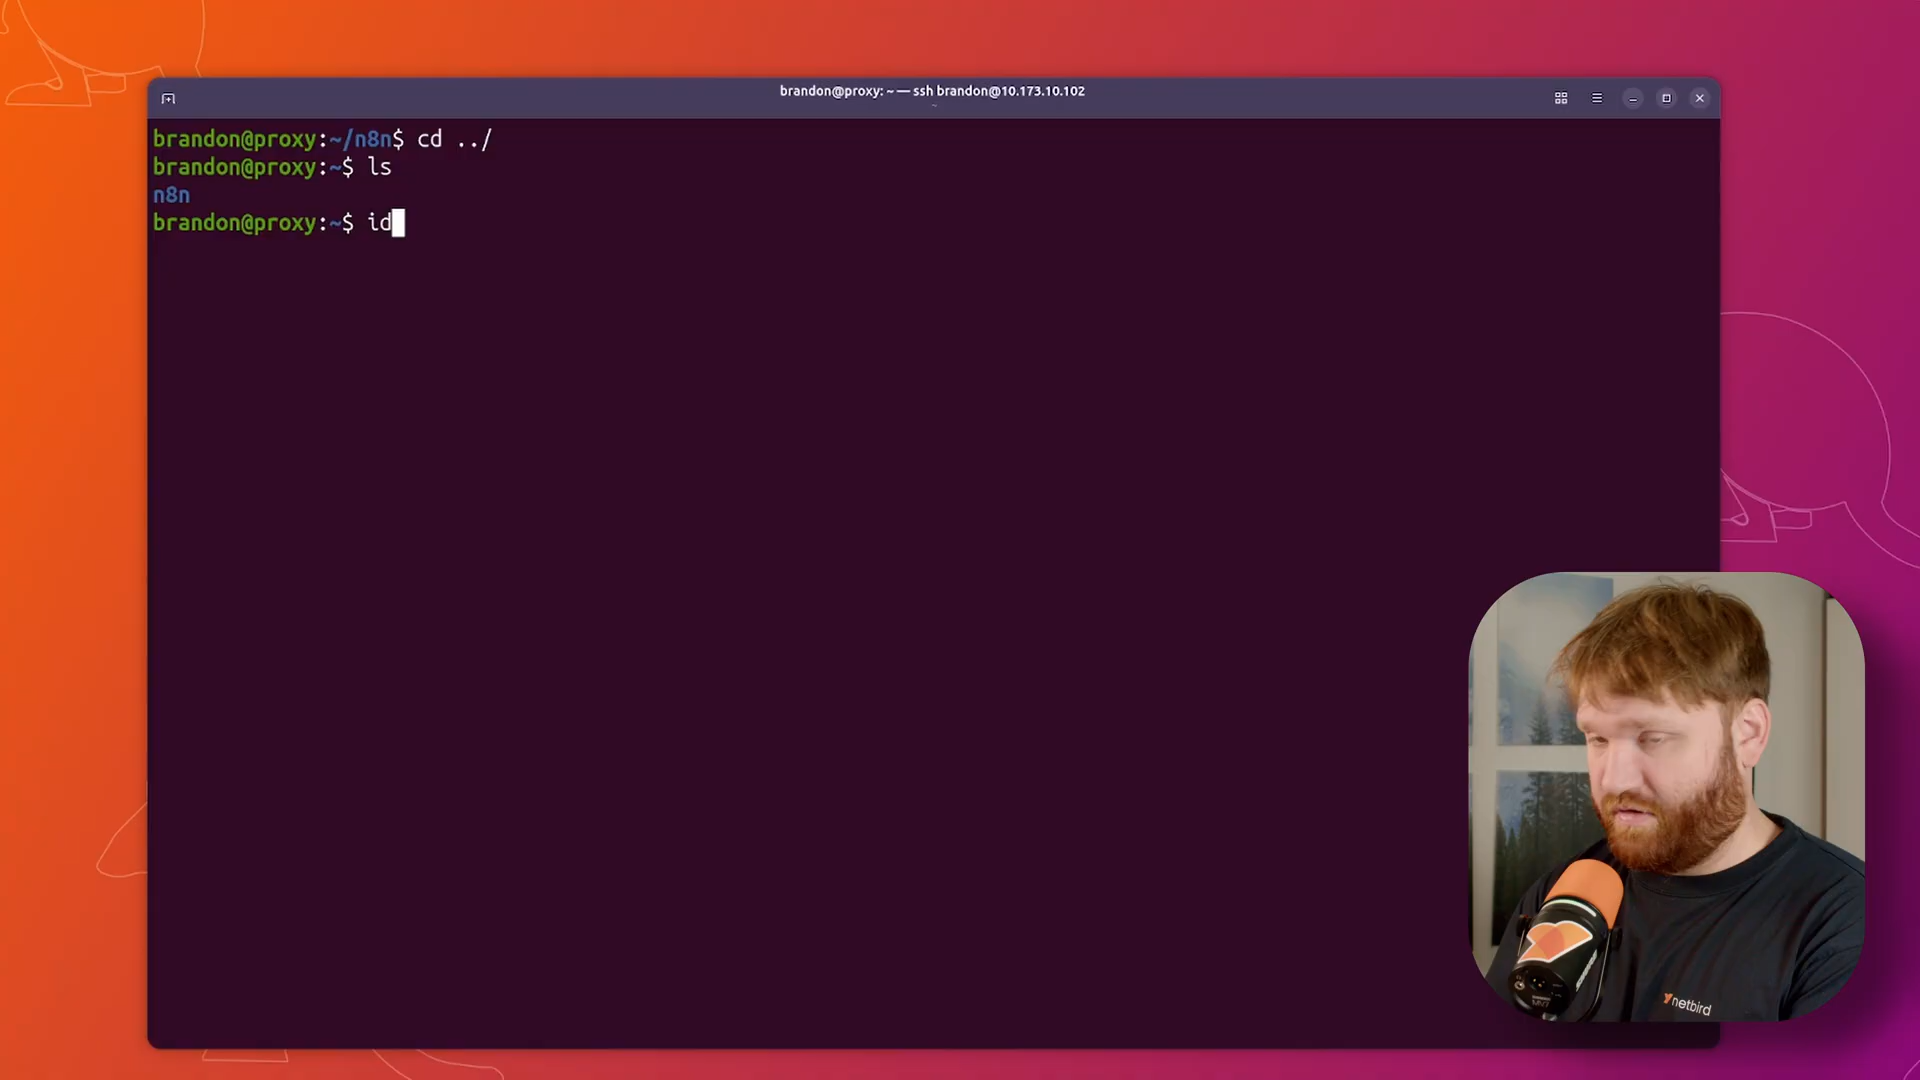 brandon@proxy: ~ — ssh brandon@10.173.10.102
~
brandon@proxy:~/n8n$ cd ../
brandon@proxy:~$ ls
n8n
brandon@proxy:~$ id
netbird